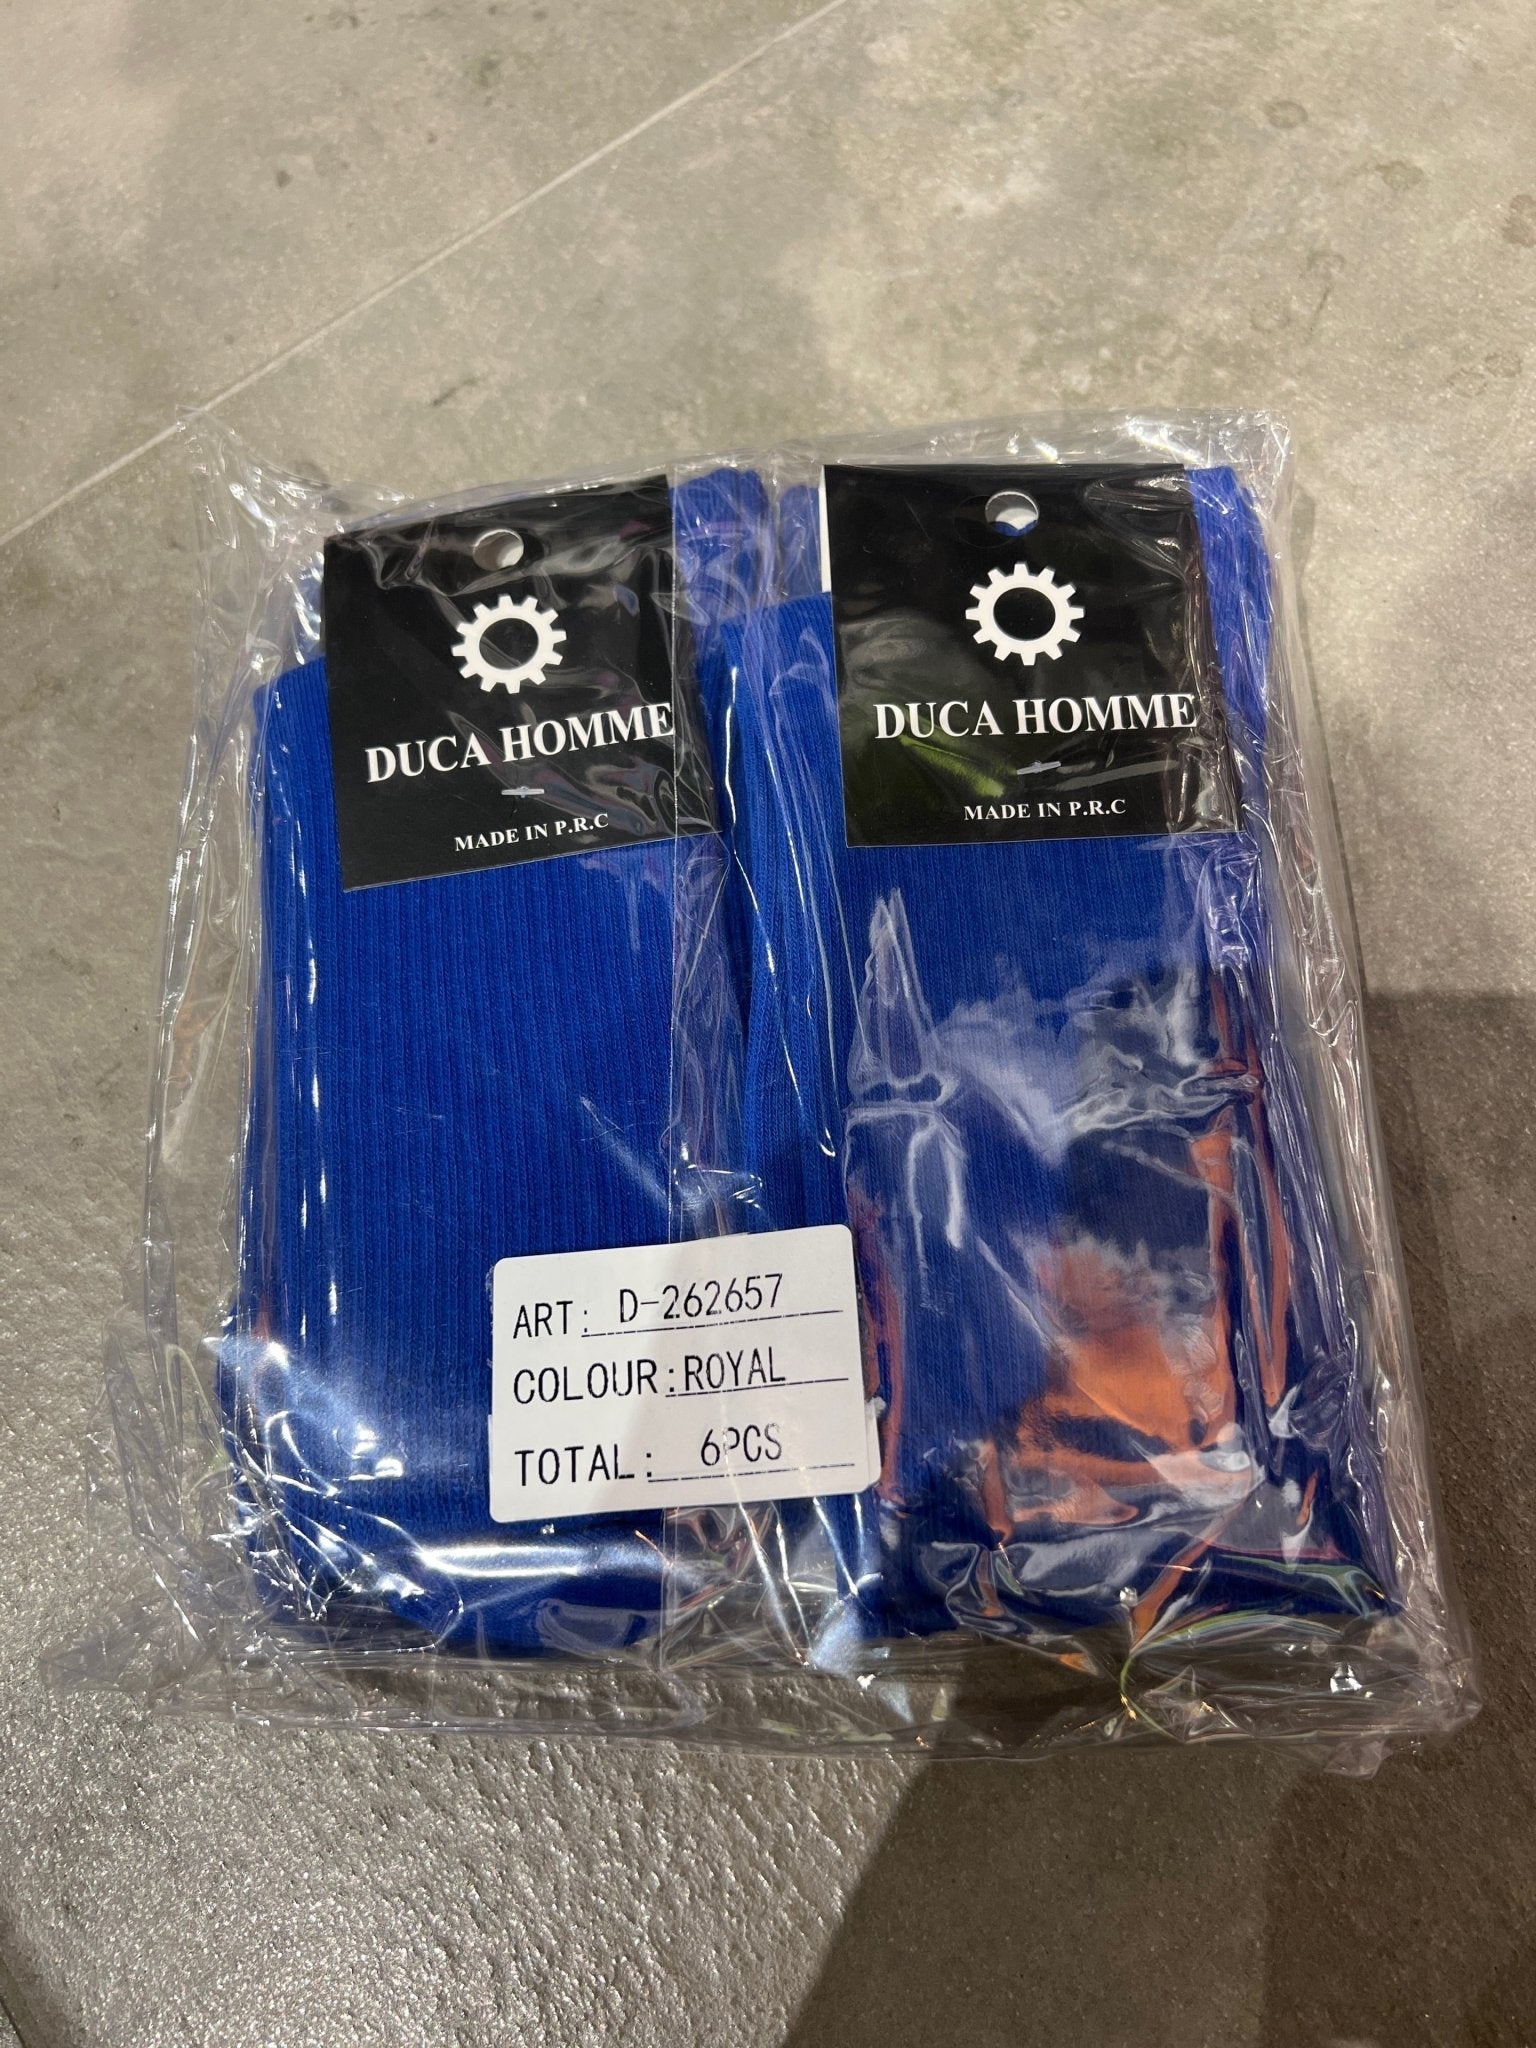 DUCA HOMME
MADE IN P.R.C
DUCA HOMME
MADE IN P.R.C
ART: D-262657
COLOUR: ROYAL
TOTAL: 6PCS